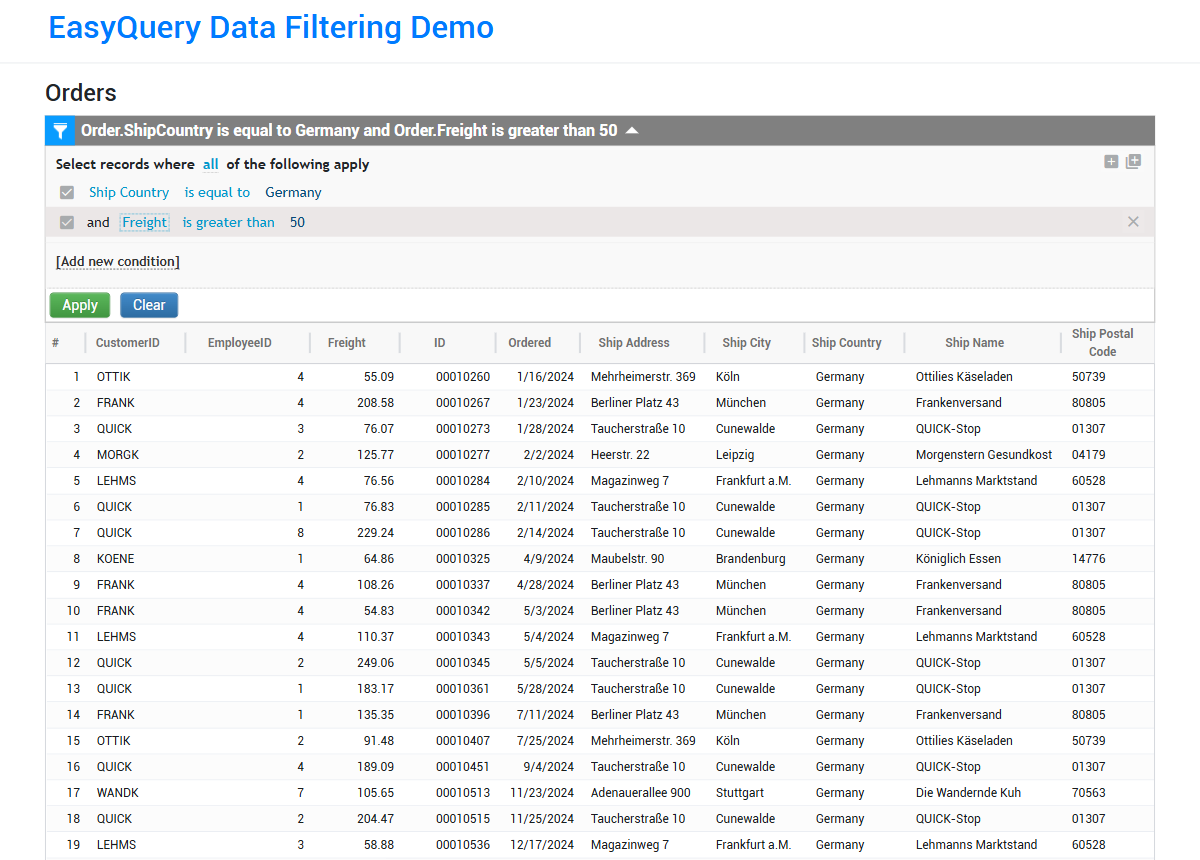 EasyQuery Data Filtering Demo
Orders
Order.ShipCountry is equal to Germany and Order.Freight is greater than 50
Select records where all of the following apply
Ship Country is equal to Germany
and Freight is greater than 50
[Add new condition]
Apply Clear
# CustomerID EmployeeID Freight ID Ordered Ship Address Ship City Ship Country Ship Name Ship Postal Code
1 OTTIK 4 55.09 00010260 1/16/2024 Mehrheimerstr. 369 Köln Germany Ottilies Käseladen 50739
2 FRANK 4 208.58 00010267 1/23/2024 Berliner Platz 43 München Germany Frankenversand 80805
3 QUICK 3 76.07 00010273 1/28/2024 Taucherstraße 10 Cunewalde Germany QUICK-Stop 01307
4 MORGK 2 125.77 00010277 2/2/2024 Heerstr. 22 Leipzig Germany Morgenstern Gesundkost 04179
5 LEHMS 4 76.56 00010284 2/10/2024 Magazinweg 7 Frankfurt a.M. Germany Lehmanns Marktstand 60528
6 QUICK 1 76.83 00010285 2/11/2024 Taucherstraße 10 Cunewalde Germany QUICK-Stop 01307
7 QUICK 8 229.24 00010286 2/14/2024 Taucherstraße 10 Cunewalde Germany QUICK-Stop 01307
8 KOENE 1 64.86 00010325 4/9/2024 Maubelstr. 90 Brandenburg Germany Königlich Essen 14776
9 FRANK 4 108.26 00010337 4/28/2024 Berliner Platz 43 München Germany Frankenversand 80805
10 FRANK 4 54.83 00010342 5/3/2024 Berliner Platz 43 München Germany Frankenversand 80805
11 LEHMS 4 110.37 00010343 5/4/2024 Magazinweg 7 Frankfurt a.M. Germany Lehmanns Marktstand 60528
12 QUICK 2 249.06 00010345 5/5/2024 Taucherstraße 10 Cunewalde Germany QUICK-Stop 01307
13 QUICK 1 183.17 00010361 5/28/2024 Taucherstraße 10 Cunewalde Germany QUICK-Stop 01307
14 FRANK 1 135.35 00010396 7/11/2024 Berliner Platz 43 München Germany Frankenversand 80805
15 OTTIK 2 91.48 00010407 7/25/2024 Mehrheimerstr. 369 Köln Germany Ottilies Käseladen 50739
16 QUICK 4 189.09 00010451 9/4/2024 Taucherstraße 10 Cunewalde Germany QUICK-Stop 01307
17 WANDK 7 105.65 00010513 11/23/2024 Adenauerallee 900 Stuttgart Germany Die Wandernde Kuh 70563
18 QUICK 2 204.47 00010515 11/25/2024 Taucherstraße 10 Cunewalde Germany QUICK-Stop 01307
19 LEHMS 3 58.88 00010536 12/17/2024 Magazinweg 7 Frankfurt a.M. Germany Lehmanns Marktstand 60528